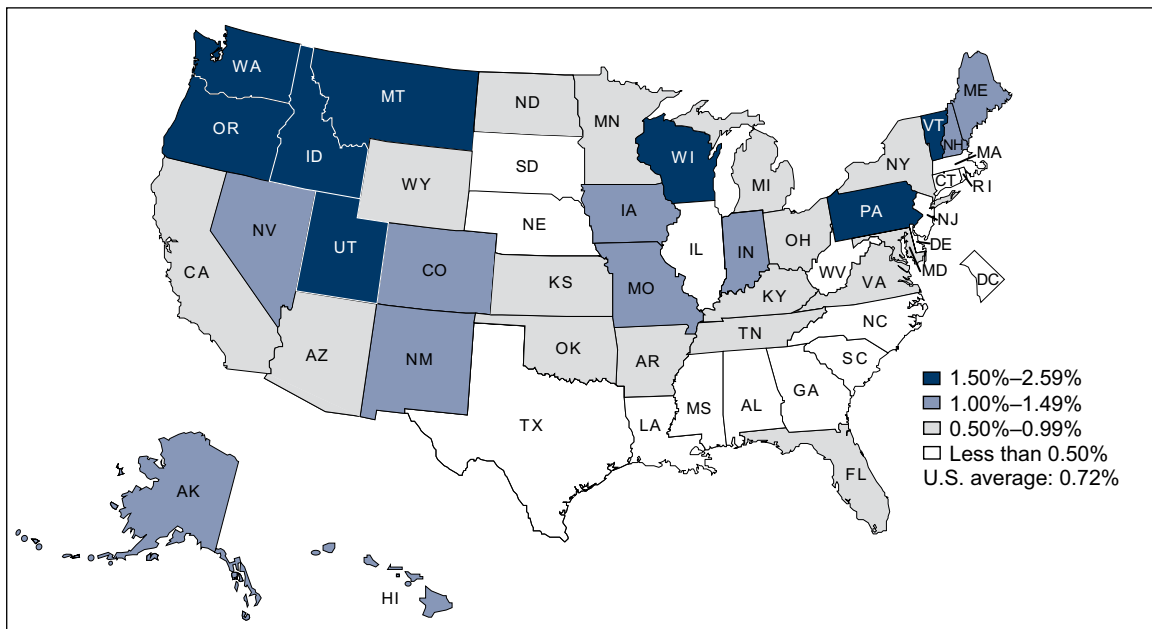 WA
MT
ND
MN
ME
OR
ID
SD
WI
VT
NH
NY
MA
WY
MI
CT
RI
NV
NE
IA
PA
NJ
UT
CO
IL
IN
OH
DE
CA
KS
MO
WV
MD
DC
KY
VA
AZ
NM
OK
AR
TN
NC
SC
TX
LA
MS
AL
GA
FL
AK
HI
1.50%–2.59%
1.00%–1.49%
0.50%–0.99%
Less than 0.50%
U.S. average: 0.72%